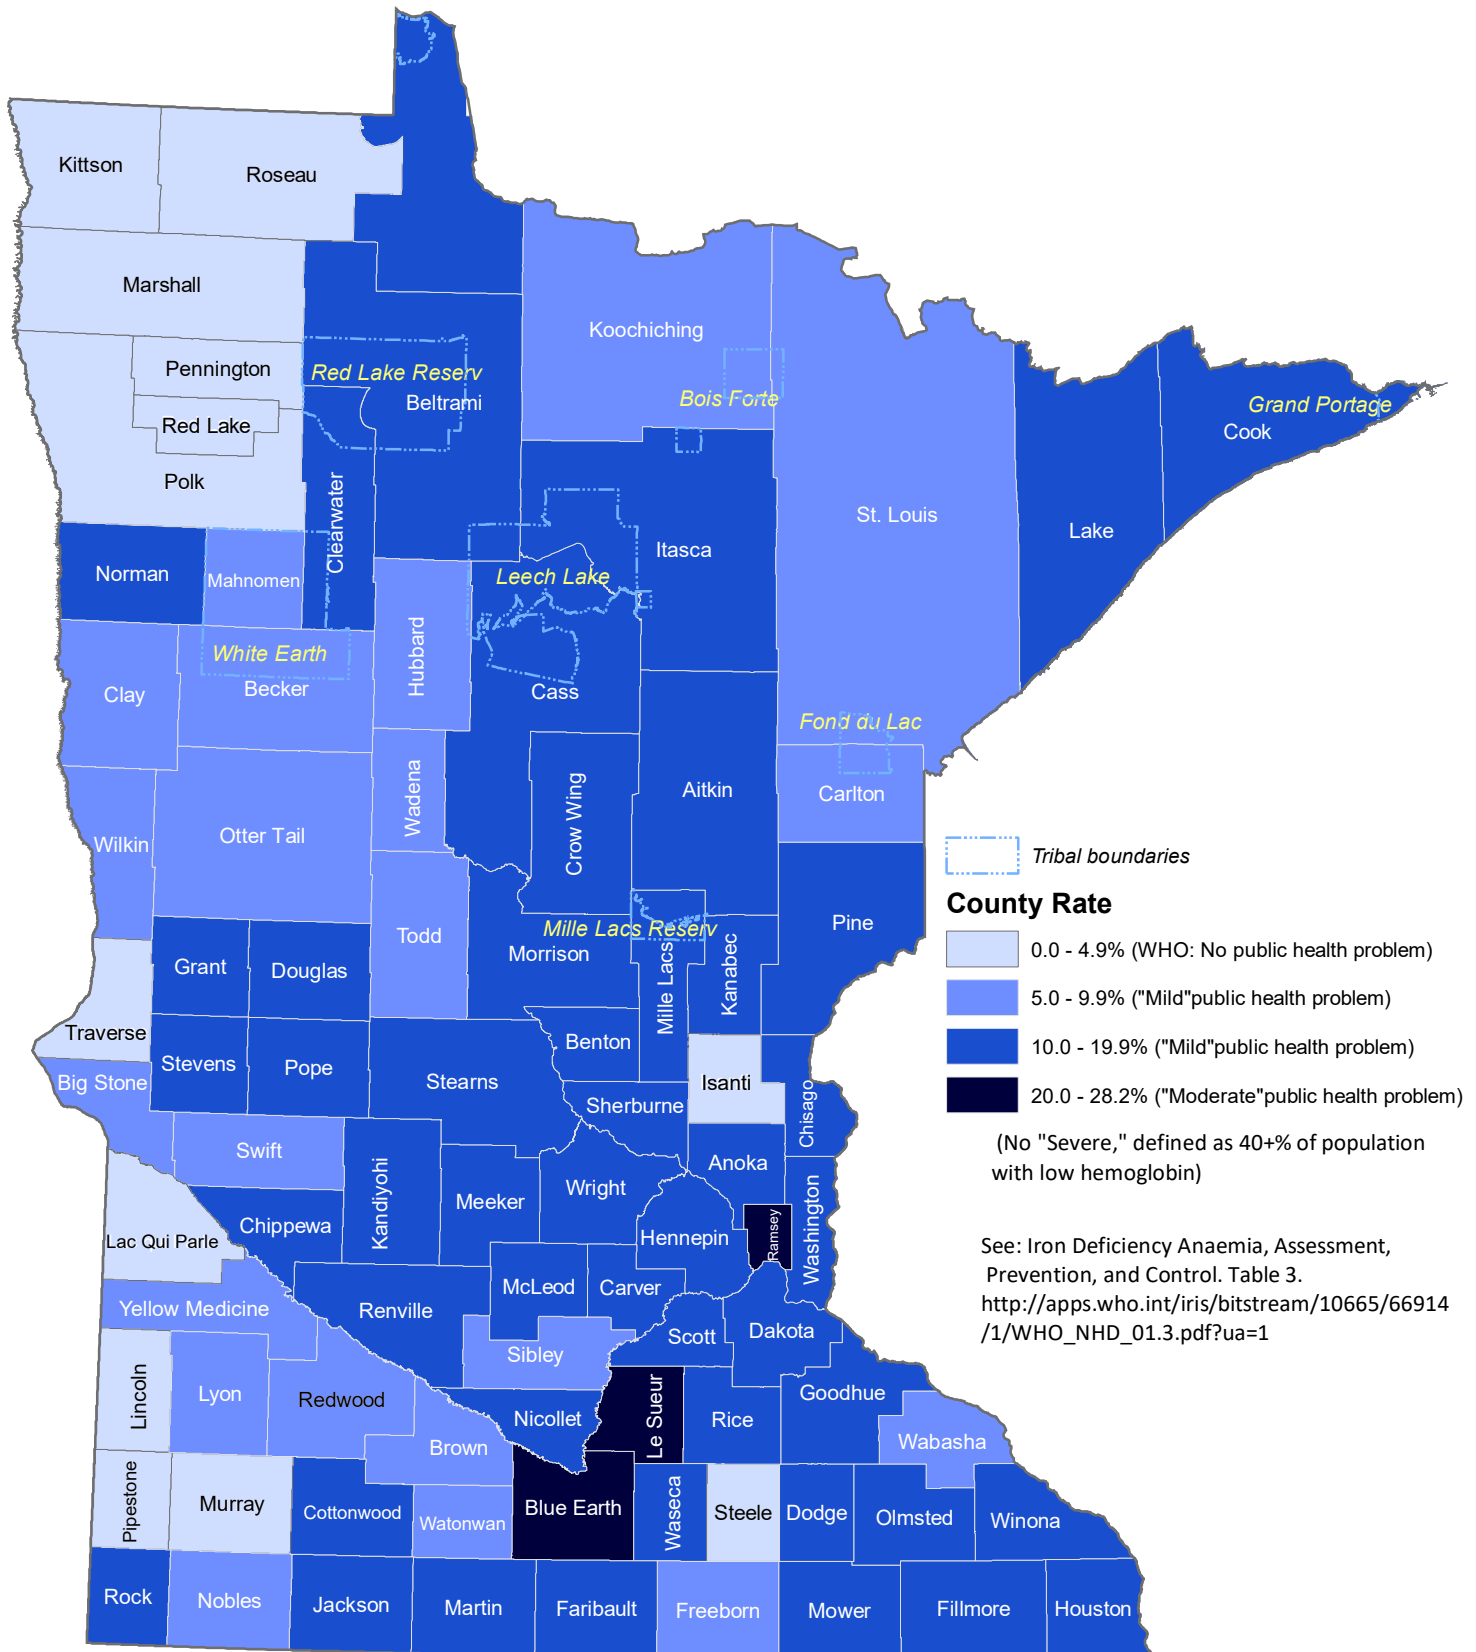 Kittson
Roseau
Marshall
Koochiching
Pennington
Red Lake Reserv
Beltrami
Bois Forte
Grand Portage
Cook
Red Lake
Polk
Clearwater
St. Louis
Lake
Itasca
Norman
Mahnomen
Leech Lake
Hubbard
White Earth
Becker
Clay
Cass
Fond du Lac
Wadena
Crow Wing
Aitkin
Carlton
Otter Tail
Wilkin
Tribal boundaries
County Rate
0.0 - 4.9% (WHO: No public health problem)
5.0 - 9.9% ("Mild"public health problem)
10.0 - 19.9% ("Mild"public health problem)
20.0 - 28.2% ("Moderate"public health problem)
(No "Severe," defined as 40+% of population
with low hemoglobin)
See: Iron Deficiency Anaemia, Assessment,
Prevention, and Control. Table 3.
http://apps.who.int/iris/bitstream/10665/66914
/1/WHO_NHD_01.3.pdf?ua=1
Todd
Mille Lacs Reserv
Morrison
Pine
Grant
Douglas
Mille Lacs
Kanabec
Traverse
Stevens
Pope
Benton
Big Stone
Stearns
Isanti
Sherburne
Chisago
Swift
Kandiyohi
Anoka
Meeker
Wright
Washington
Chippewa
Hennepin
Ramsey
Lac Qui Parle
McLeod
Carver
Yellow Medicine
Renville
Scott
Dakota
Sibley
Lincoln
Lyon
Redwood
Goodhue
Nicollet
Le Sueur
Rice
Brown
Wabasha
Pipestone
Murray
Cottonwood
Watonwan
Blue Earth
Waseca
Steele
Dodge
Olmsted
Winona
Rock
Nobles
Jackson
Martin
Faribault
Freeborn
Mower
Fillmore
Houston